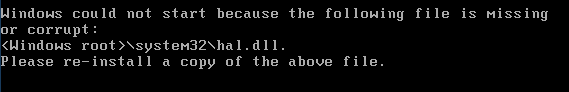 Windows could not start because the following file is missing
or corrupt:
<Windows root>\system32\hal.dll.
Please re-install a copy of the above file.